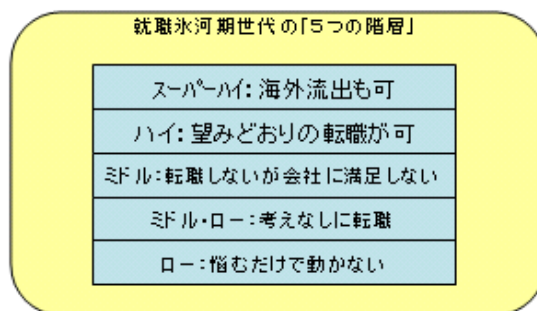 就職氷河期世代の「５つの階層」
スーパーハイ：海外流出も可
ハイ：望みどおりの転職が可
ミドル：転職しないが会社に満足しない
ミドル・ロー：考えなしに転職
ロー：悩むだけで動かない